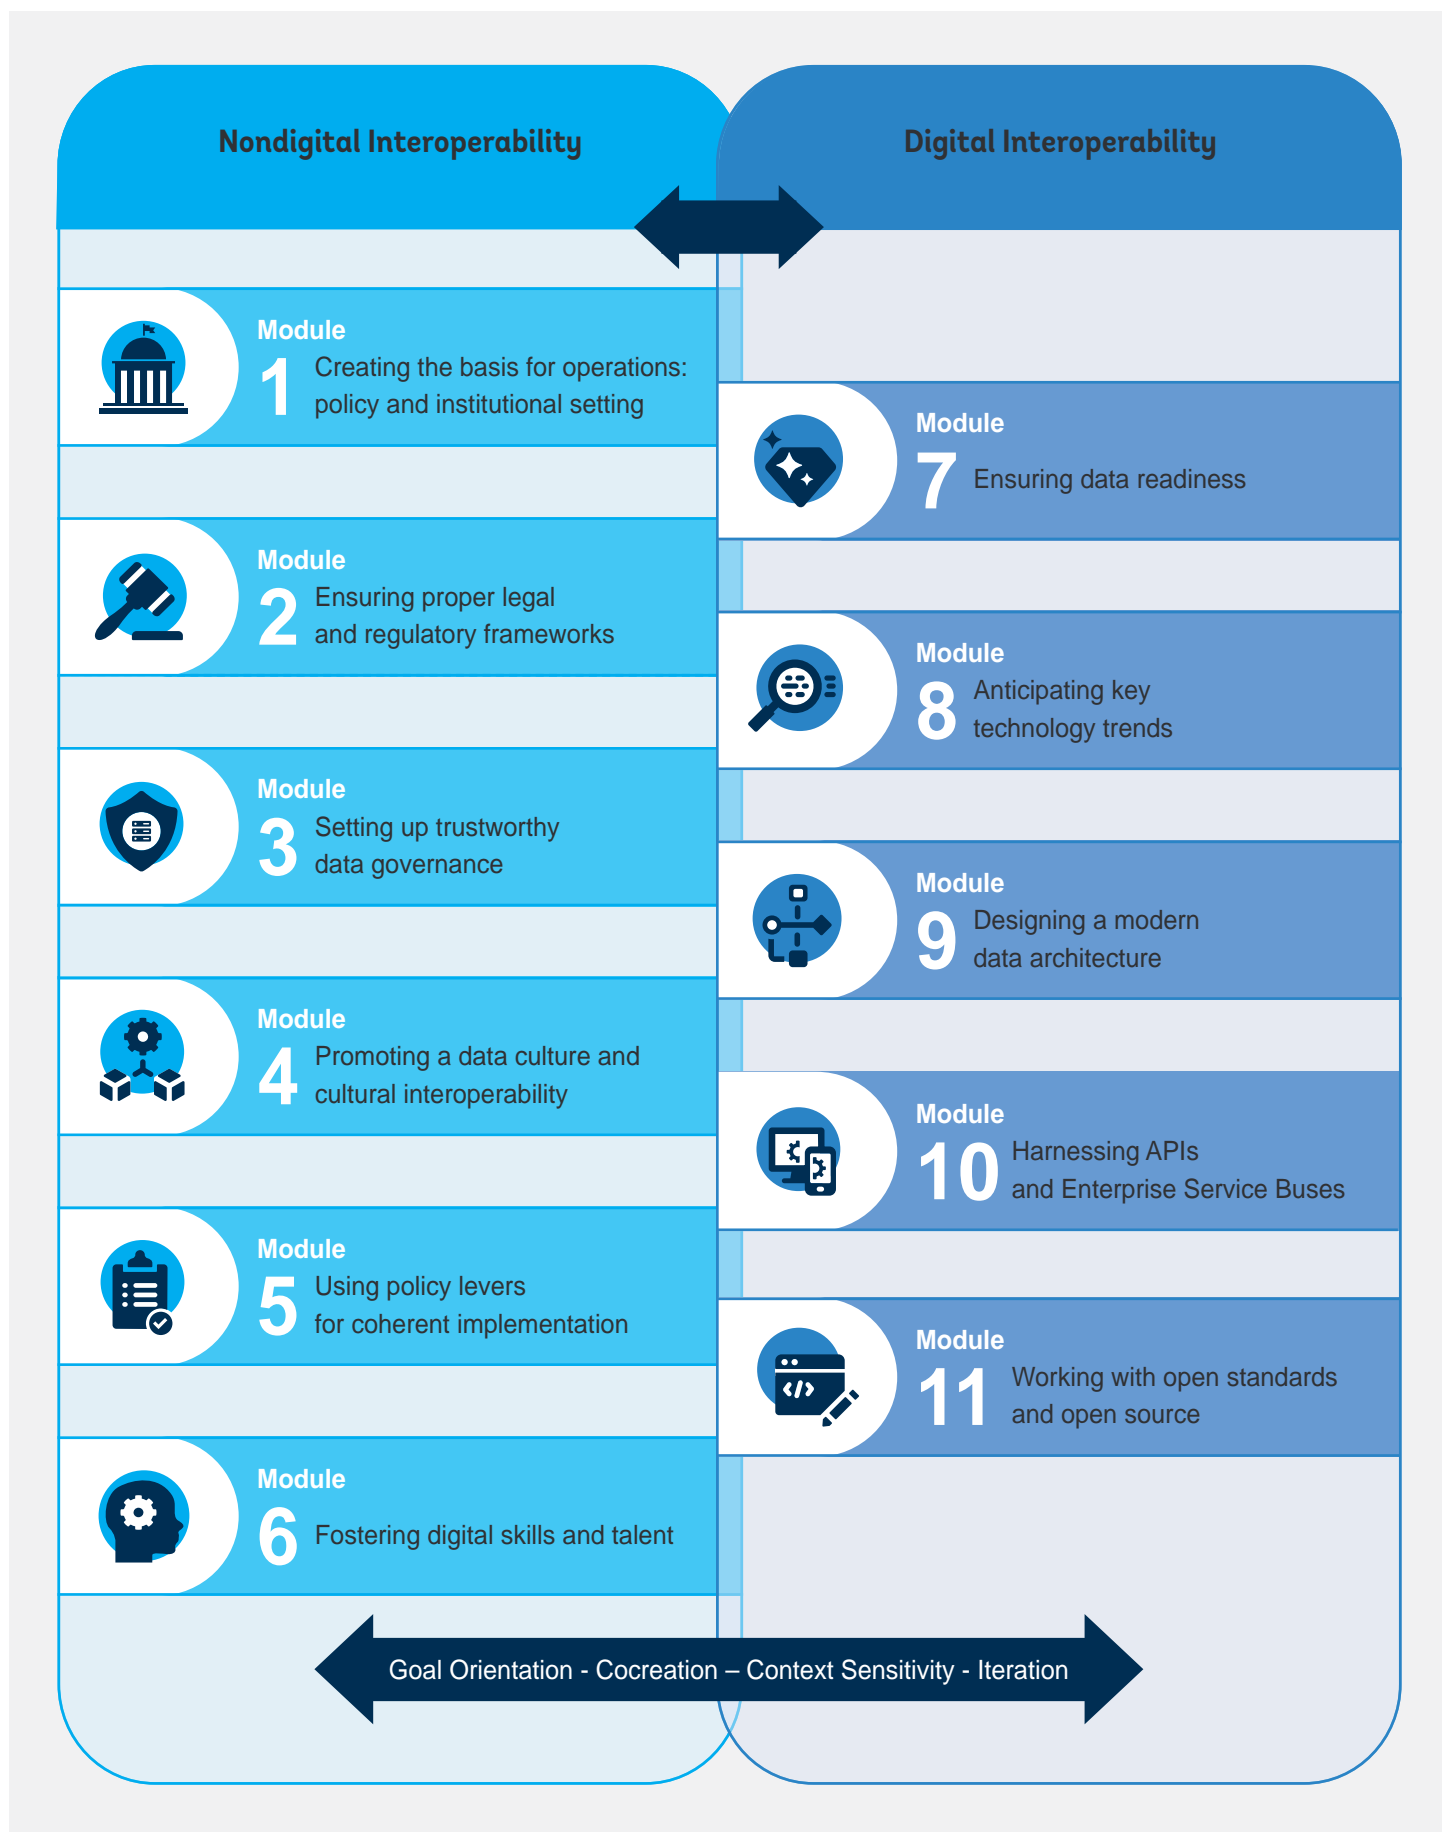 Nondigital Interoperability
Digital Interoperability
Module
1 Creating the basis for operations:
policy and institutional setting
Module
2 Ensuring proper legal
and regulatory frameworks
Module
3 Setting up trustworthy
data governance
Module
4 Promoting a data culture and
cultural interoperability
Module
5 Using policy levers
for coherent implementation
Module
6 Fostering digital skills and talent
Module
7 Ensuring data readiness
Module
8 Anticipating key
technology trends
Module
9 Designing a modern
data architecture
Module
10 Harnessing APIs
and Enterprise Service Buses
Module
11 Working with open standards
and open source
Goal Orientation - Cocreation – Context Sensitivity - Iteration